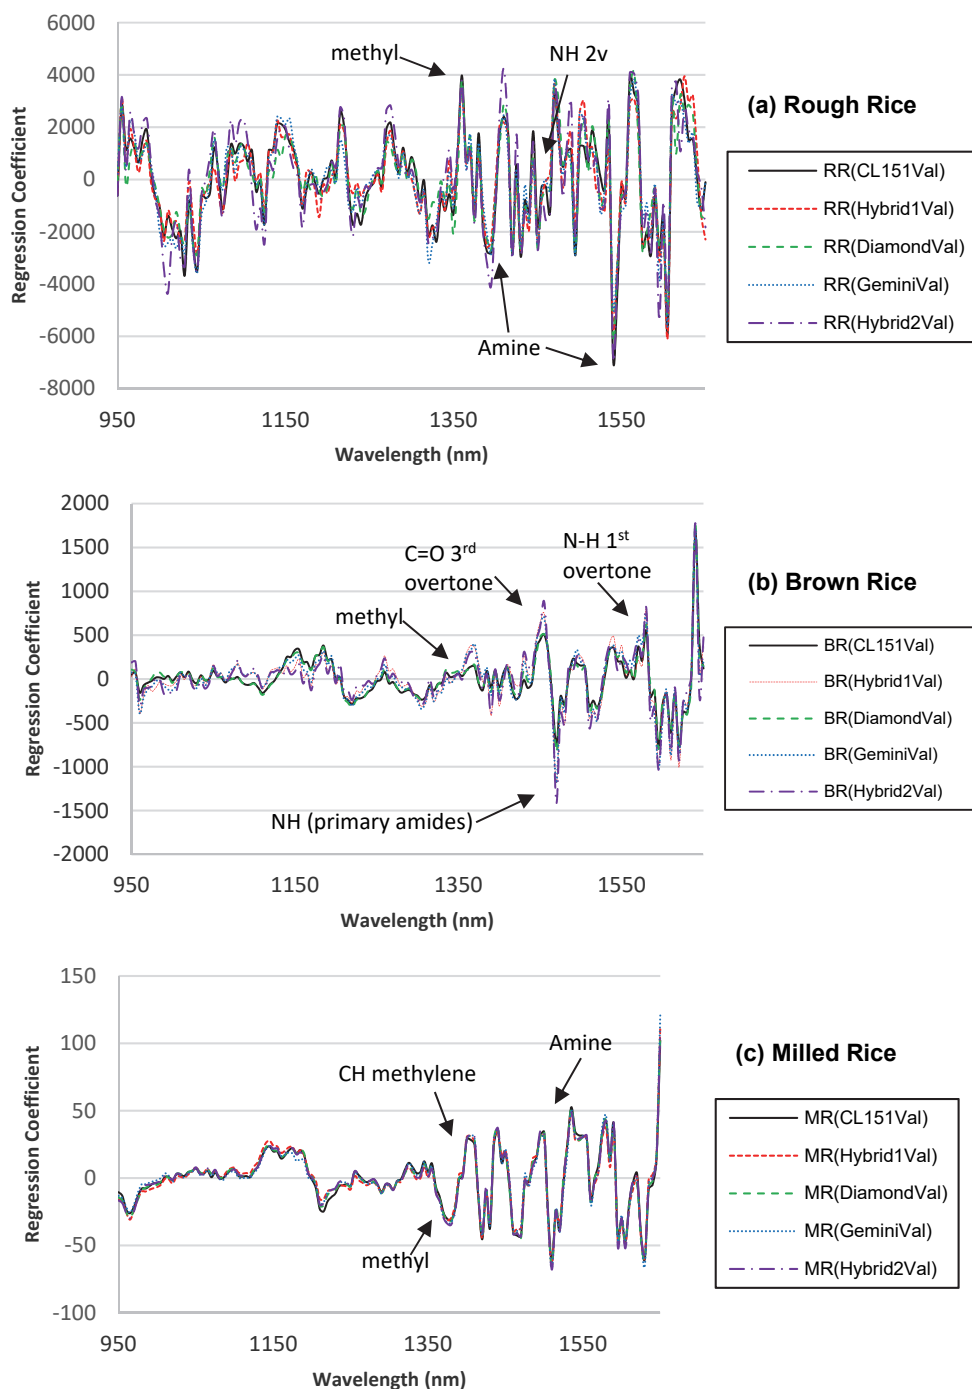 6000
4000
2000
0
-2000
-4000
-6000
-8000
Regression Coefficient
methyl
NH 2v
Amine
950
1150
1350
1550
Wavelength (nm)
(a) Rough Rice
RR(CL151Val)
RR(Hybrid1Val)
RR(DiamondVal)
RR(GeminiVal)
RR(Hybrid2Val)
2000
1500
1000
500
0
-500
-1000
-1500
-2000
Regression Coefficient
C=O 3rd
overtone
N-H 1st
overtone
methyl
NH (primary amides)
950
1150
1350
1550
Wavelength (nm)
(b) Brown Rice
BR(CL151Val)
BR(Hybrid1Val)
BR(DiamondVal)
BR(GeminiVal)
BR(Hybrid2Val)
150
100
50
0
-50
-100
Regression Coefficient
CH methylene
Amine
methyl
950
1150
1350
1550
Wavelength (nm)
(c) Milled Rice
MR(CL151Val)
MR(Hybrid1Val)
MR(DiamondVal)
MR(GeminiVal)
MR(Hybrid2Val)